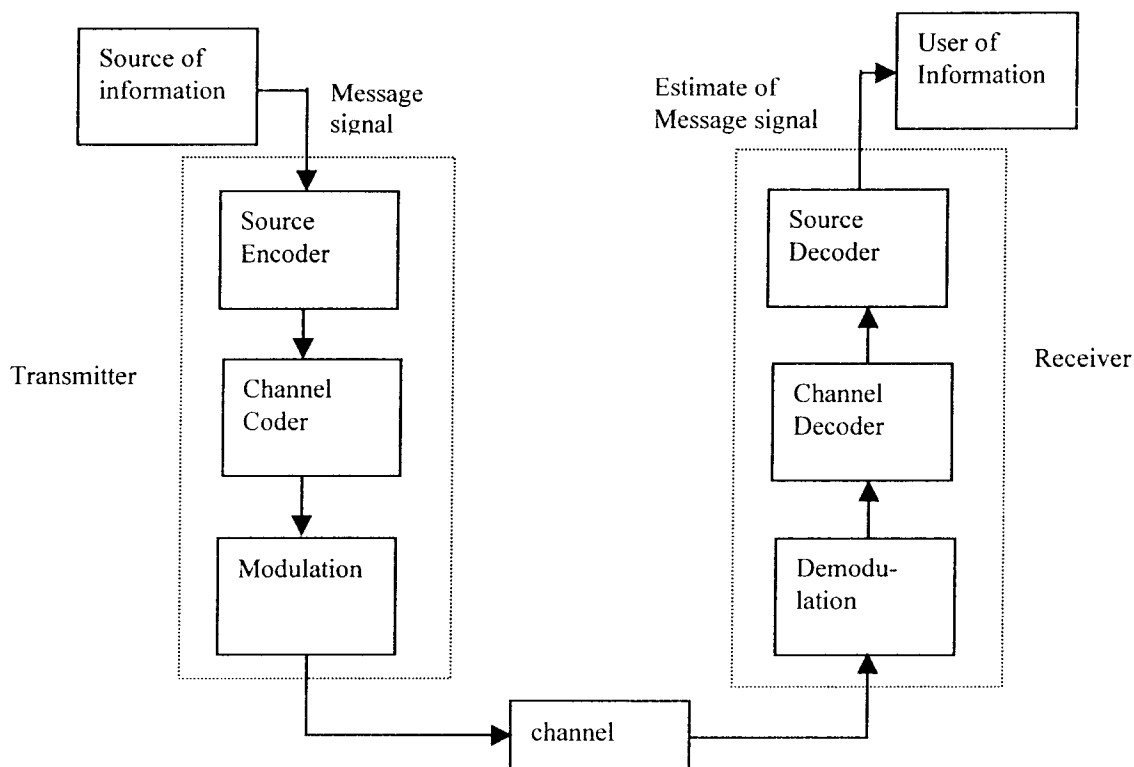 Source of
information
Message
signal
Source
Encoder
Transmitter
Channel
Coder
Modulation
channel
Demodu-
lation
Channel
Decoder
Receiver
Source
Decoder
Estimate of
Message signal
User of
Information